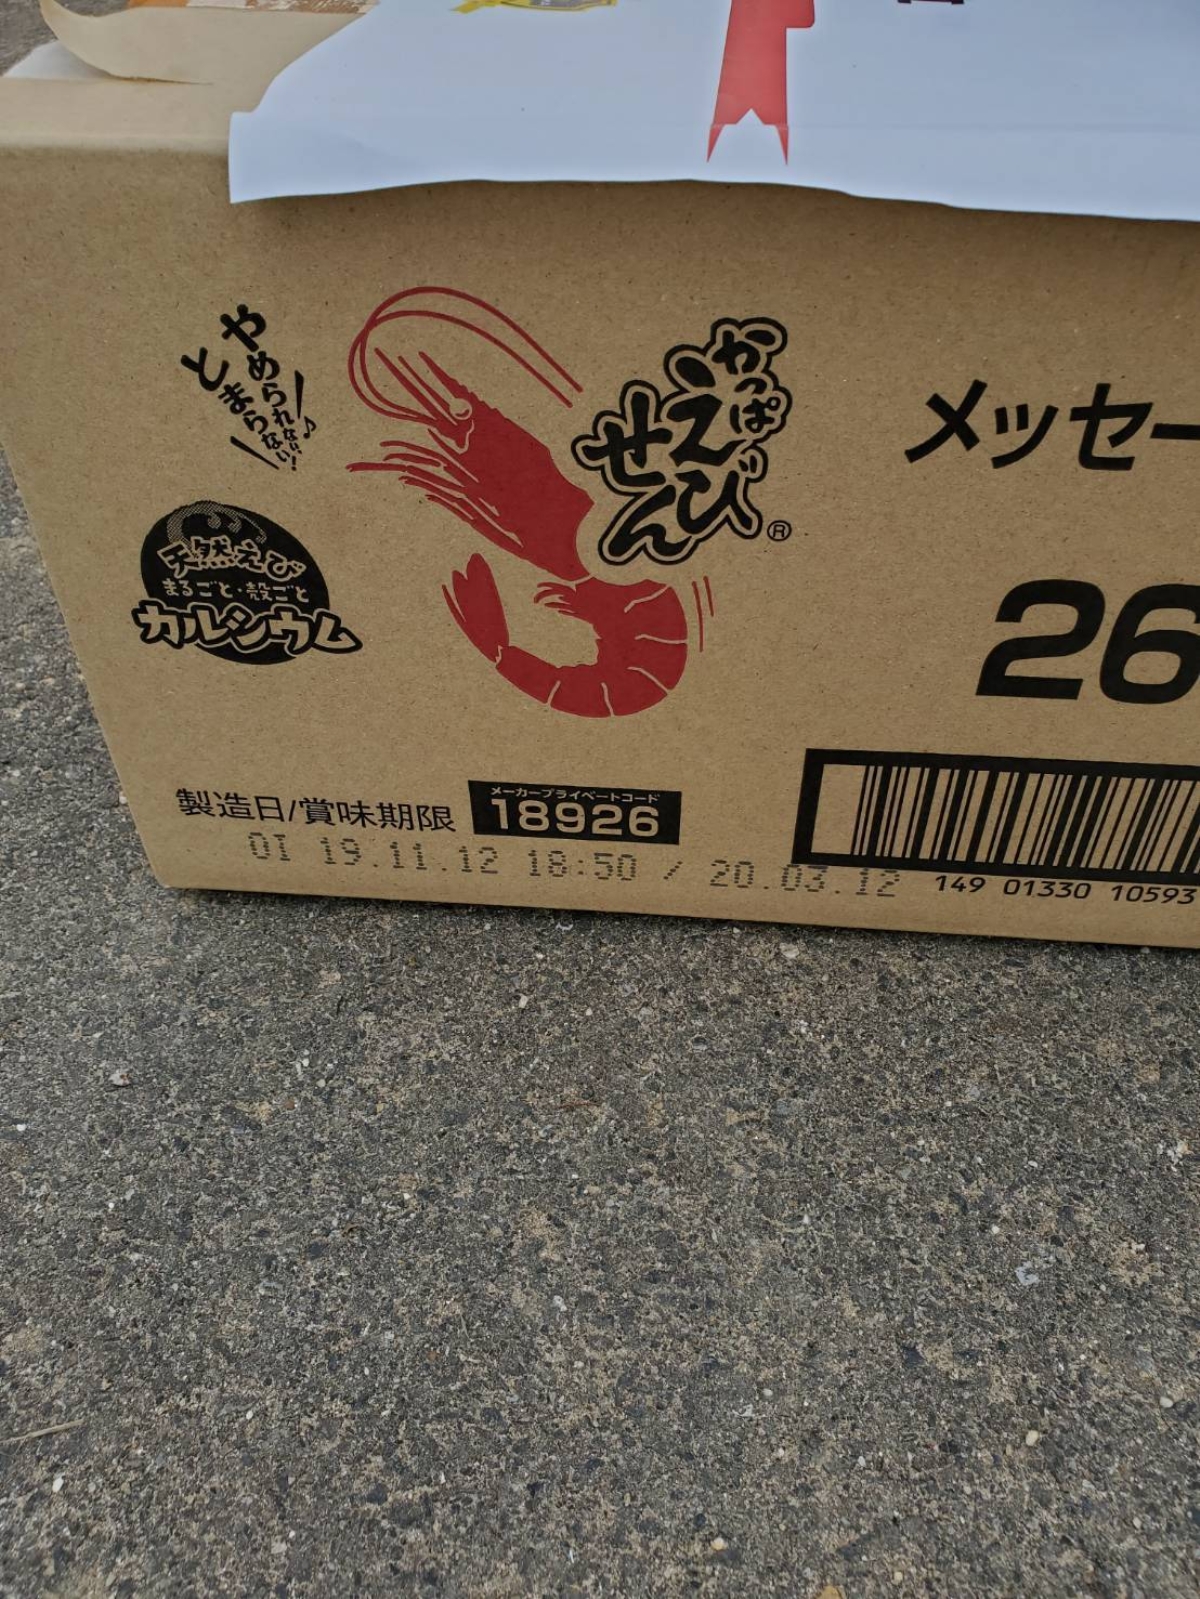 やめられない!♪
とまらない!
かっぱ
えび
せん®
メッセー
天然えび
まるごと・殻ごと
カルシウム
26
製造日/賞味期限
メーカープライベートコード
18926
01 19.11.12 18:50 / 20.03.12
149 01330 10593